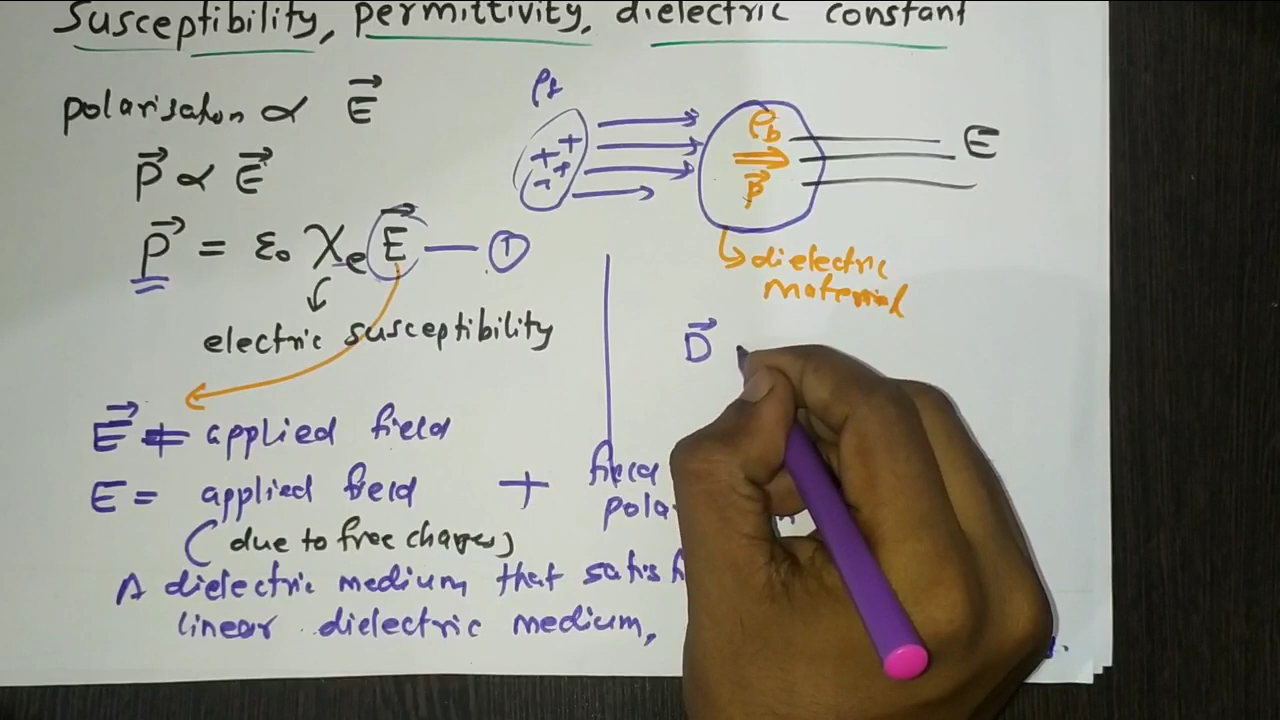 Susceptibility, permittivity, dielectric constant
polarisation ∝ E⃗
P⃗ ∝ E⃗
P⃗ = ε₀ χₑ E⃗ — ①
electric susceptibility
ρf
+ + + + -
ρb
P⃗
E
dielectric
material
D⃗
E⃗ ≠ applied field
E = applied field + field
(due to free charges)
A dielectric medium that
linear dielectric medium,